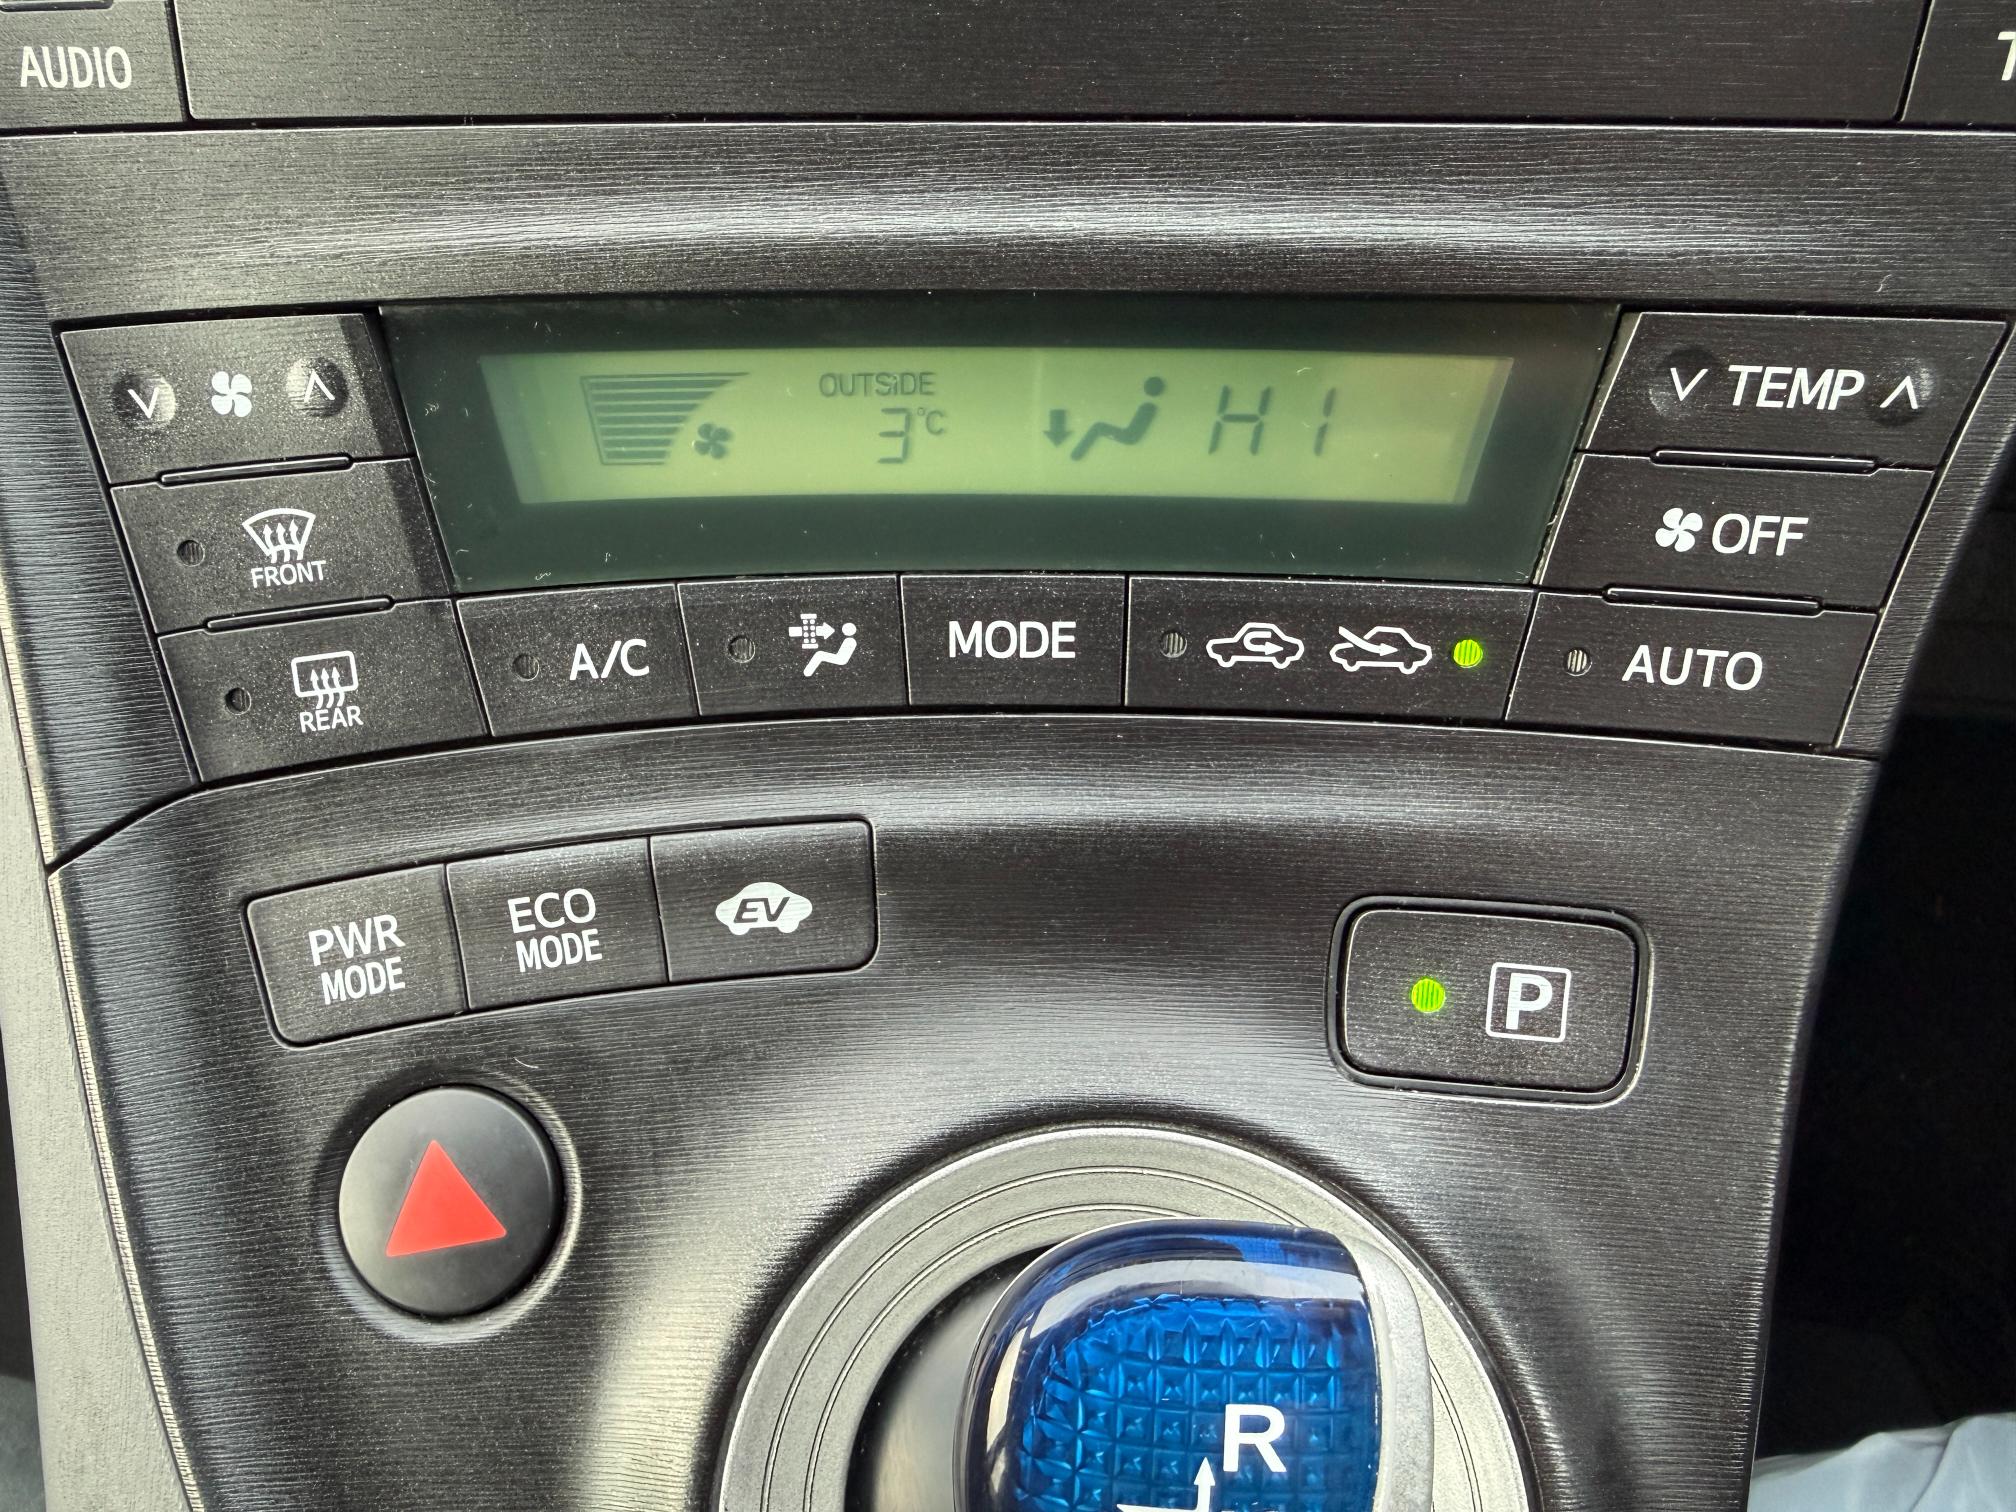 AUDIO
OUTSIDE
3°C
HI
TEMP
FRONT
OFF
REAR
A/C
MODE
AUTO
PWR
MODE
ECO
MODE
EV
P
R